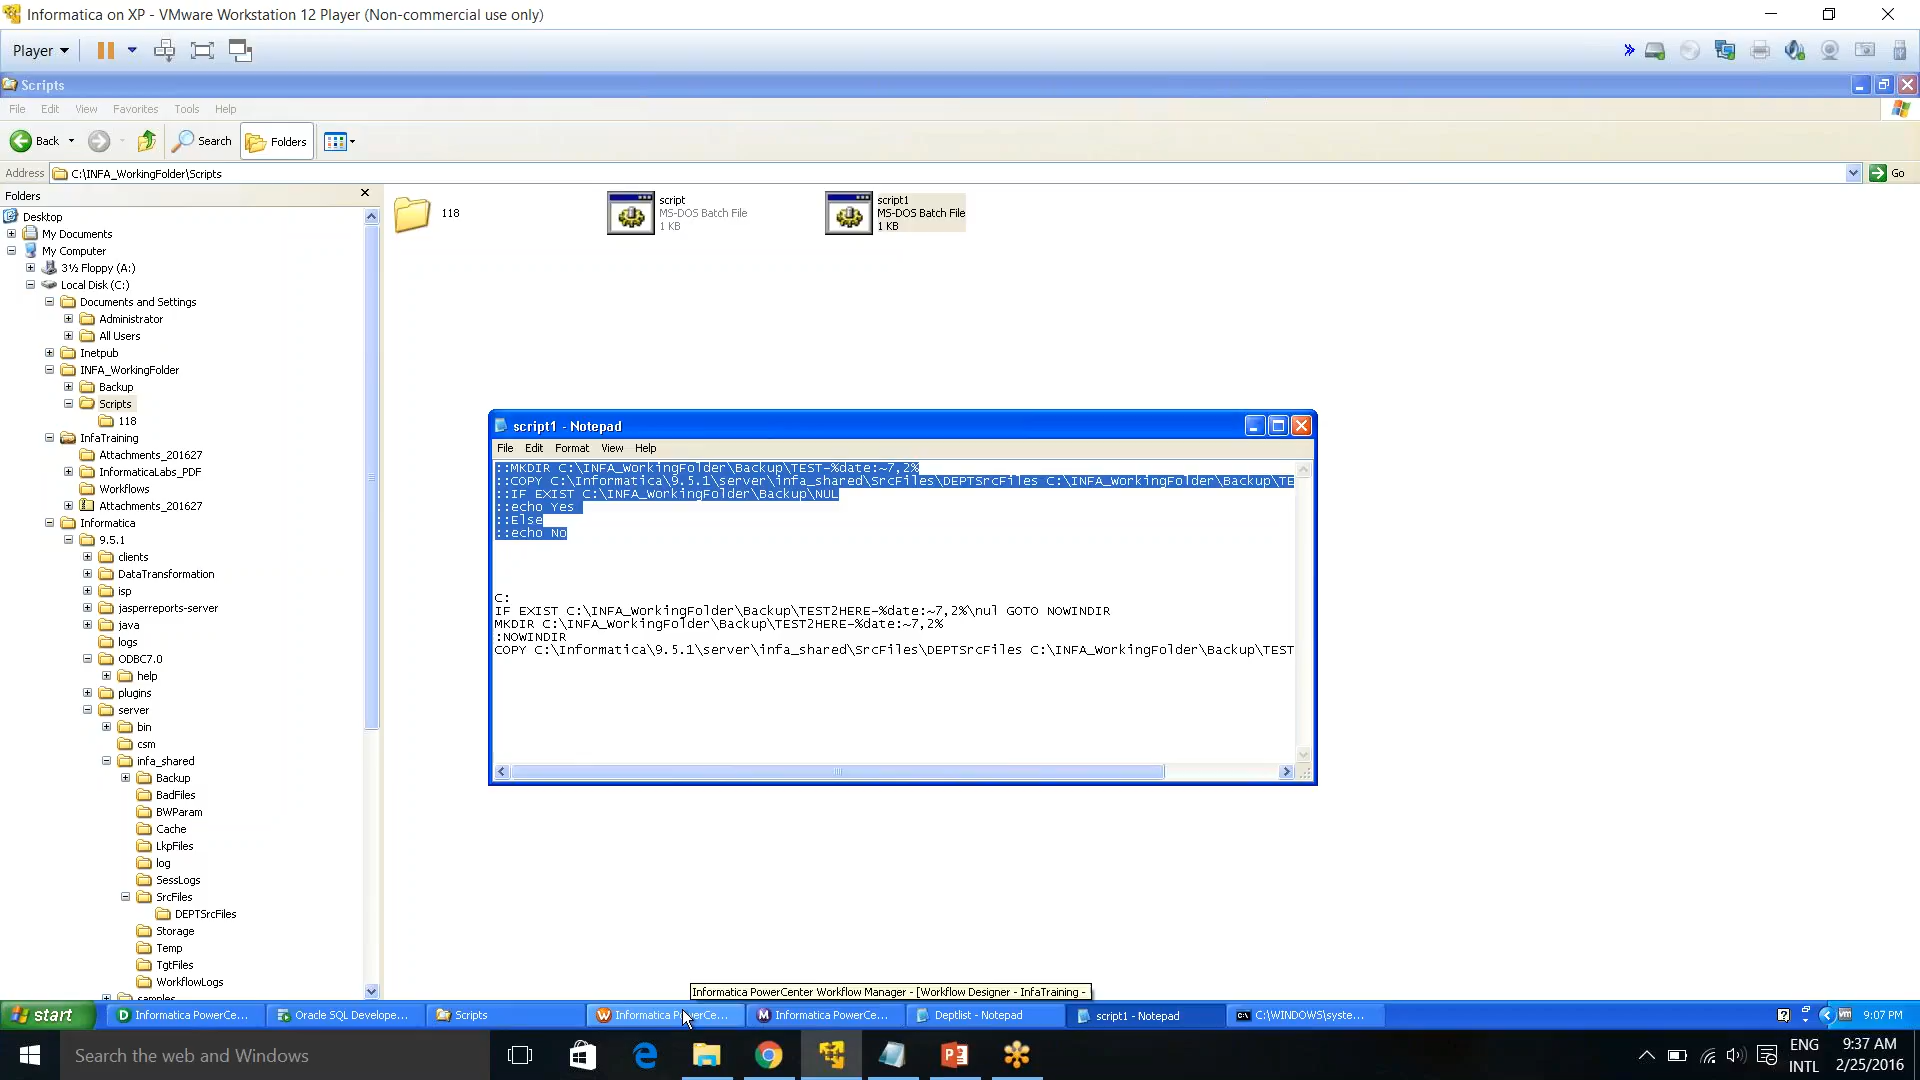 Informatica on XP - VMware Workstation 12 Player (Non-commercial use only)
Player
Scripts
File Edit View Favorites Tools Help
Back Search Folders
Address C:\INFA_WorkingFolder\Scripts Go
Folders
Desktop
My Documents
My Computer
3½ Floppy (A:)
Local Disk (C:)
Documents and Settings
Administrator
All Users
Inetpub
INFA_WorkingFolder
Backup
Scripts
118
InfaTraining
Attachments_201627
InformaticaLabs_PDF
Workflows
Attachments_201627
Informatica
9.5.1
clients
DataTransformation
isp
jasperreports-server
java
logs
ODBC7.0
help
plugins
server
bin
csm
infa_shared
Backup
BadFiles
BWParam
Cache
LkpFiles
log
SessLogs
SrcFiles
DEPTSrcFiles
Storage
Temp
TgtFiles
WorkflowLogs
samples
118
script
MS-DOS Batch File
1 KB
script1
MS-DOS Batch File
1 KB
script1 - Notepad
File Edit Format View Help
::MKDIR C:\INFA_WorkingFolder\Backup\TEST-%date:~7,2%
::COPY C:\Informatica\9.5.1\server\infa_shared\SrcFiles\DEPTSrcFiles C:\INFA_WorkingFolder\Backup\TE
::IF EXIST C:\INFA_WorkingFolder\Backup\NUL
::echo Yes
::Else
::echo No
C:
IF EXIST C:\INFA_WorkingFolder\Backup\TEST2HERE-%date:~7,2%\nul GOTO NOWINDIR
MKDIR C:\INFA_WorkingFolder\Backup\TEST2HERE-%date:~7,2%
:NOWINDIR
COPY C:\Informatica\9.5.1\server\infa_shared\SrcFiles\DEPTSrcFiles C:\INFA_WorkingFolder\Backup\TEST
Informatica PowerCenter Workflow Manager - [Workflow Designer - InfaTraining -
start Informatica PowerCe... Oracle SQL Develope... Scripts Informatica PowerCe... Informatica PowerCe... Deptlist - Notepad script1 - Notepad C:\WINDOWS\syste... 9:07 PM
Search the web and Windows
ENG
INTL
9:37 AM
2/25/2016